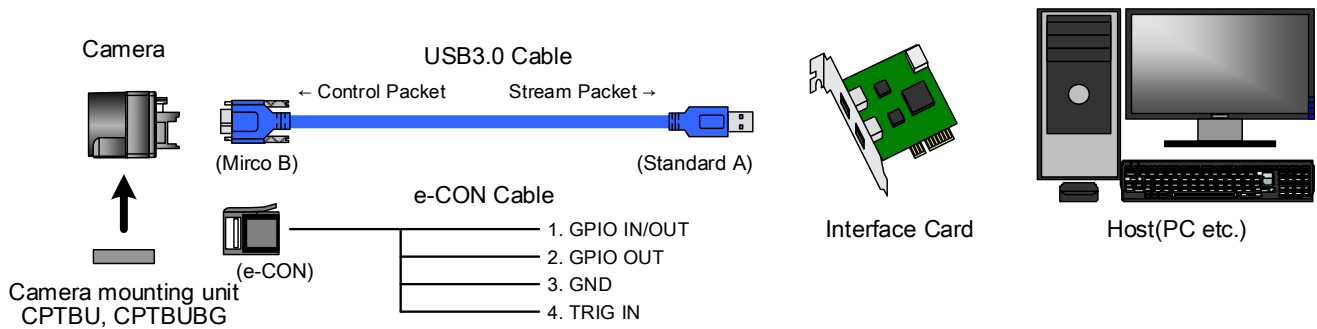 Camera
USB3.0 Cable
← Control Packet
Stream Packet →
(Mirco B)
(Standard A)
e-CON Cable
(e-CON)
1. GPIO IN/OUT
2. GPIO OUT
3. GND
4. TRIG IN
Camera mounting unit
CPTBU, CPTBUBG
Interface Card
Host(PC etc.)